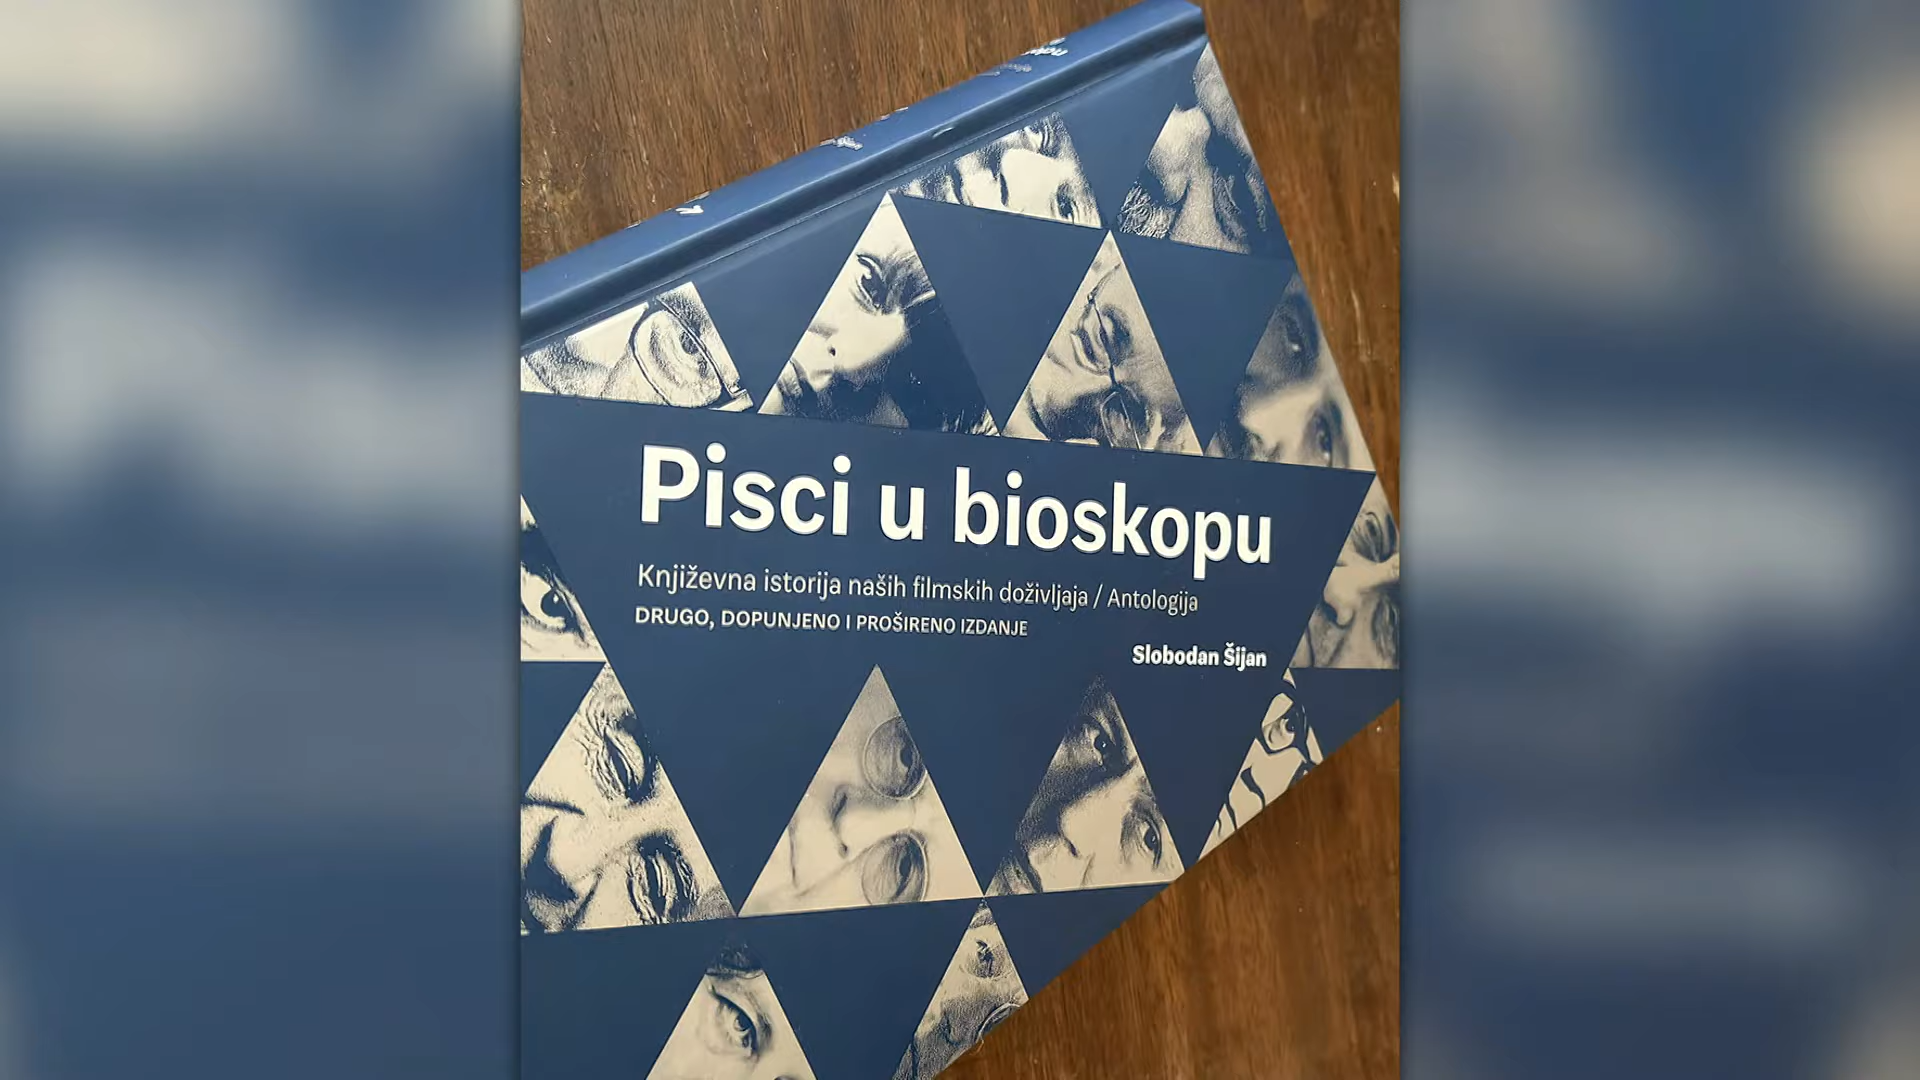 Pisci u bioskopu
Književna istorija naših filmskih doživljaja / Antologija
DRUGO, DOPUNJENO I PROŠIRENO IZDANJE
Slobodan Šijan